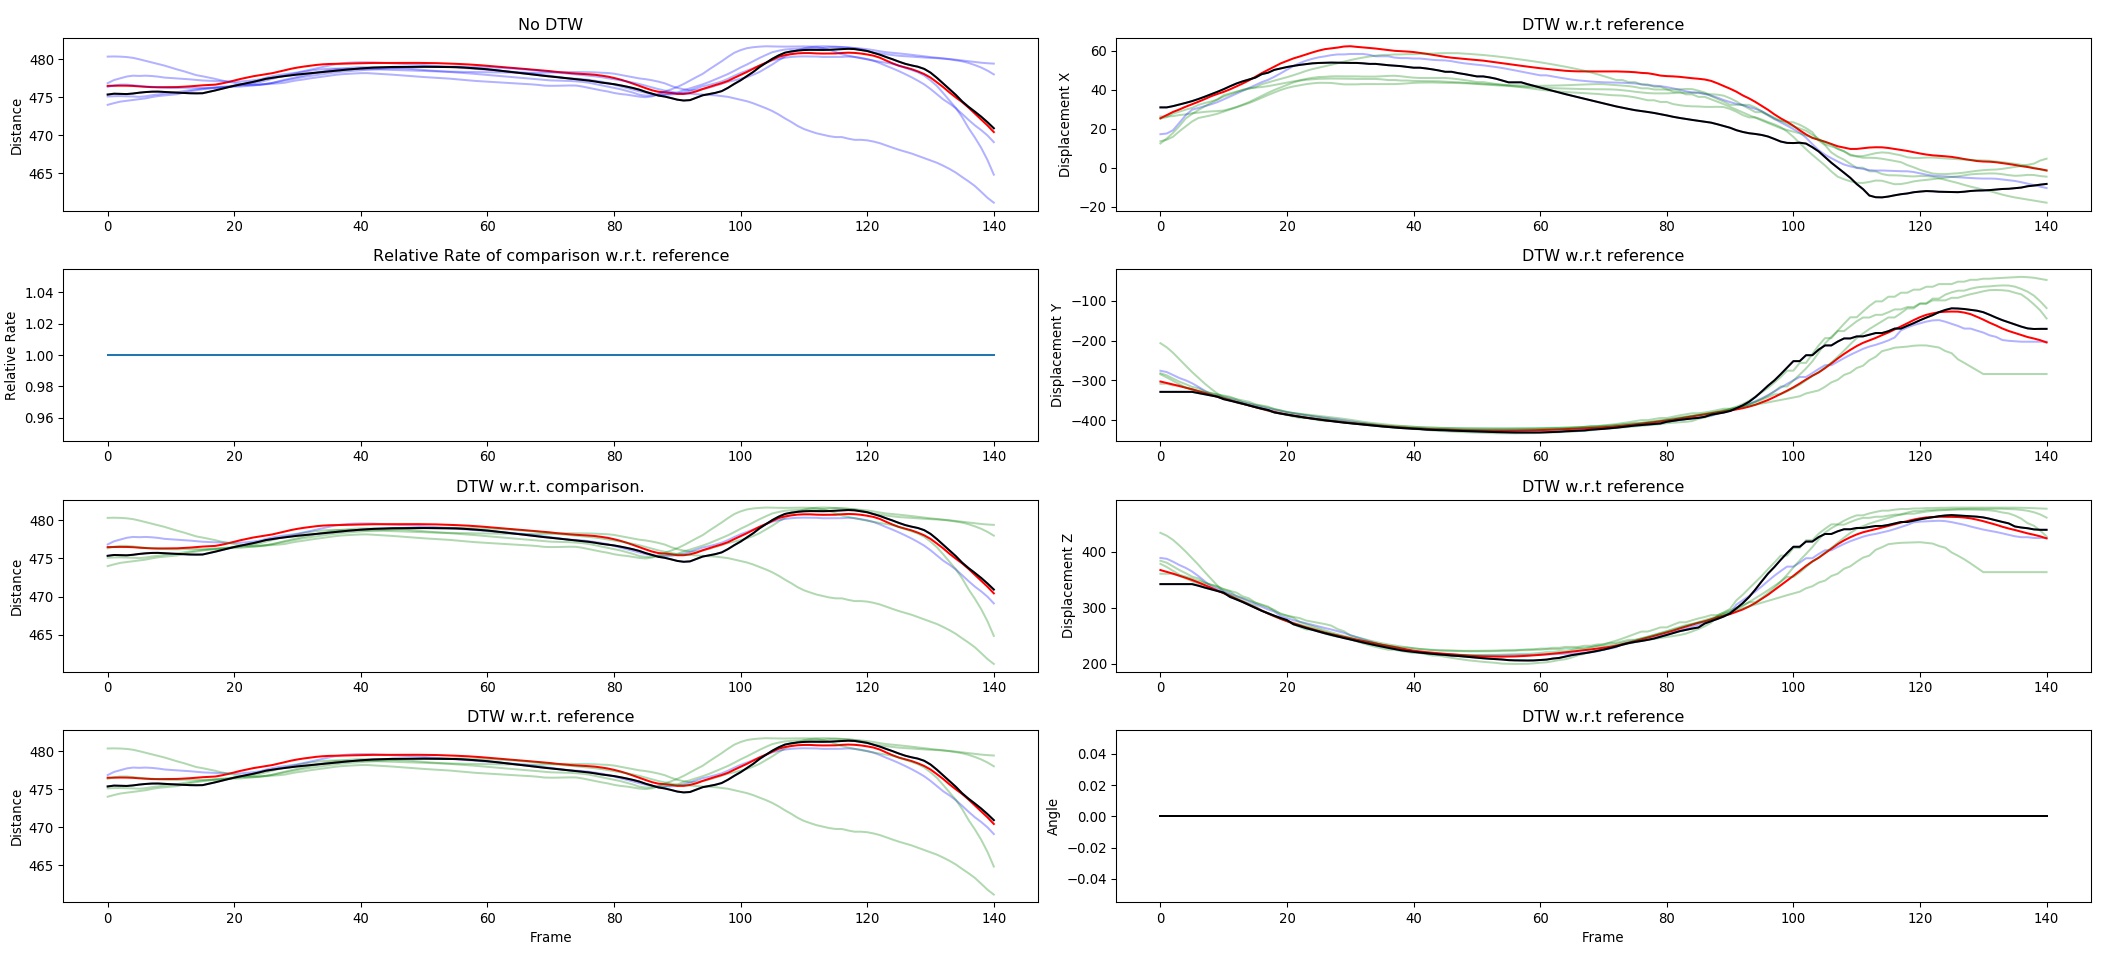 No DTW
Distance
480
475
470
465
0 20 40 60 80 100 120 140
DTW w.r.t reference
Displacement X
60
40
20
0
−20
0 20 40 60 80 100 120 140
Relative Rate of comparison w.r.t. reference
Relative Rate
1.04
1.02
1.00
0.98
0.96
0 20 40 60 80 100 120 140
DTW w.r.t reference
Displacement Y
−100
−200
−300
−400
0 20 40 60 80 100 120 140
DTW w.r.t. comparison.
Distance
480
475
470
465
0 20 40 60 80 100 120 140
DTW w.r.t reference
Displacement Z
400
300
200
0 20 40 60 80 100 120 140
DTW w.r.t. reference
Distance
480
475
470
465
0 20 40 60 80 100 120 140
Frame
DTW w.r.t reference
Angle
0.04
0.02
0.00
−0.02
−0.04
0 20 40 60 80 100 120 140
Frame